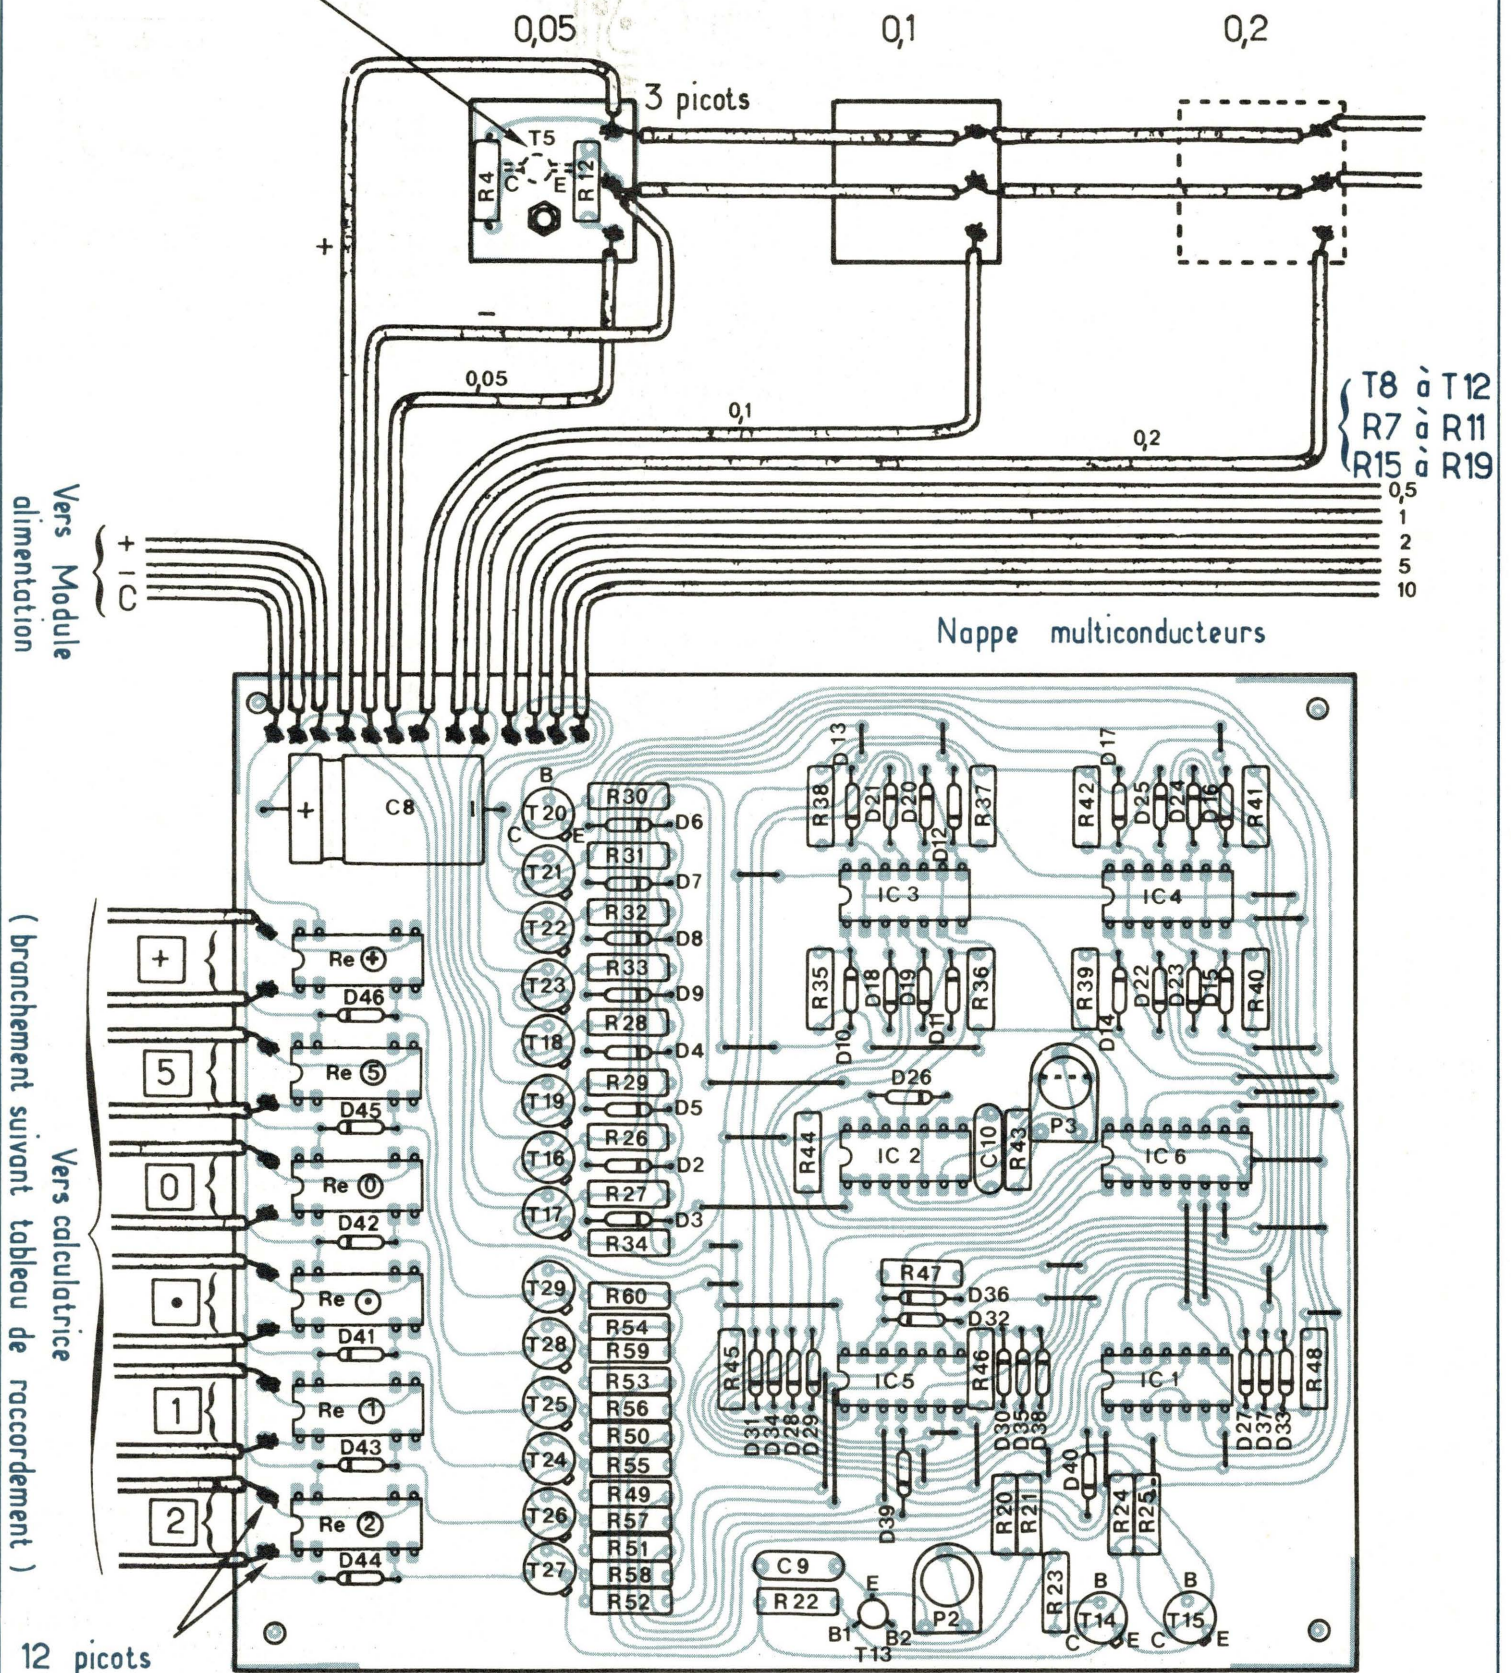 0,05 0,1 0,2
3 picots
T5
R4 C E R12
+
−
0,05
0,1
0,2
T8 à T12
R7 à R11
R15 à R19
0,5
1
2
5
10
Vers Module
alimentation
+
−
C
Nappe multiconducteurs
+ C8 −
B
T20
C E
R30
D6
T21
R31
D7
T22
R32
D8
T23
R33
D9
T18
R28
D4
T19
R29
D5
T16
R26
D2
T17
R27
D3
R34
T29
R60
R54
T28
R59
R53
T25
R56
R50
T24
R55
R49
T26
R57
R51
T27
R58
R52
D13
D17
R38
D21
D20
D12
R37
R42
D25
D24
D16
R41
IC 3
IC 4
R35
D10
D18
D19
D11
R36
R39
D14
D22
D23
D15
R40
D26
R44
IC 2
C10
R43
P3
IC 6
R47
D36
D32
R45
D31
D34
D28
D29
IC 5
R46
D30
D35
D38
IC 1
D27
D37
D33
R48
D39
D40
R20
R21
R24
R25
C9
R22
E
B1 B2
T13
P2
R23
B
T14
C E
B
T15
C E
+
Re +
D46
5
Re 5
D45
0
Re 0
D42
•
Re •
D41
1
Re 1
D43
2
Re 2
D44
Vers calculatrice
( branchement suivant tableau de raccordement )
12 picots